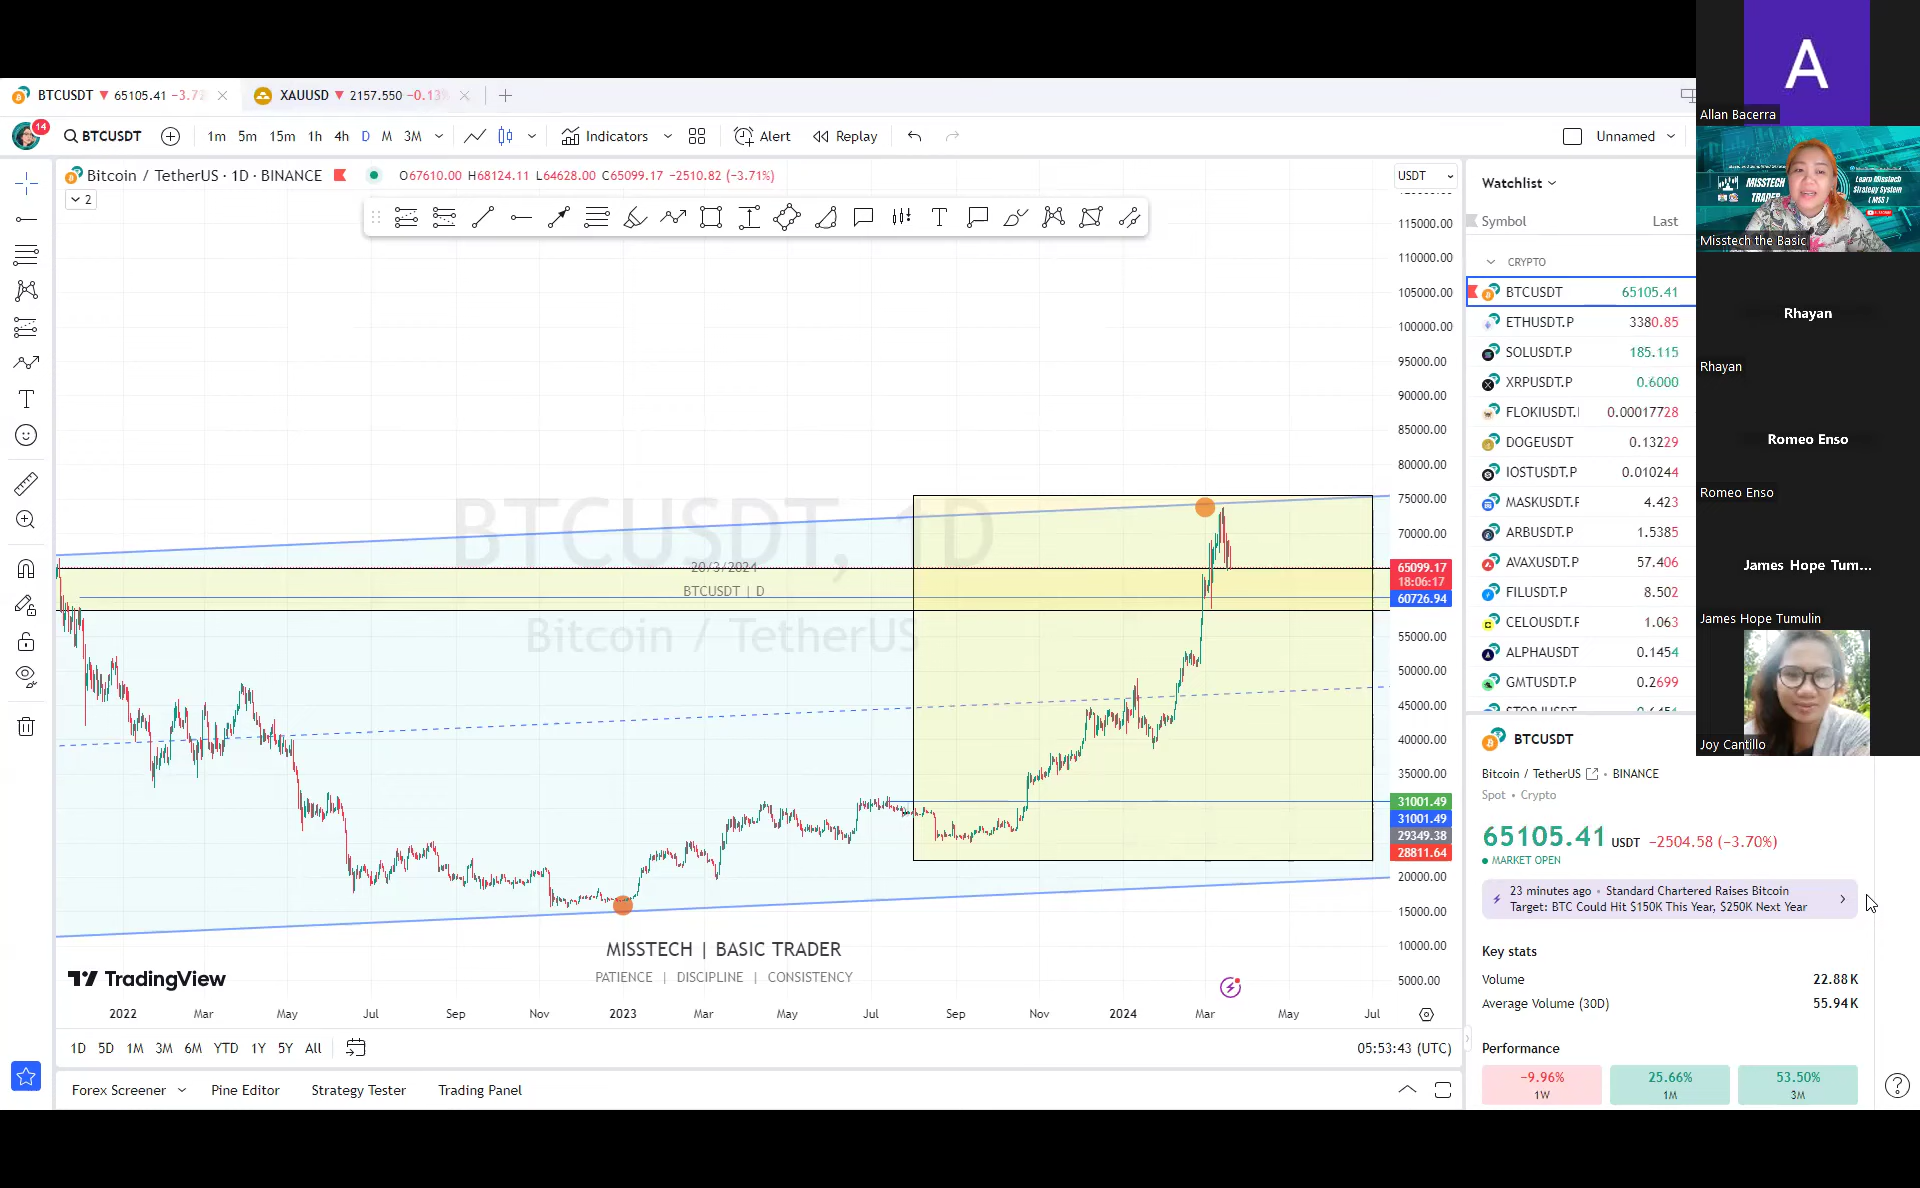 BTCUSDT 65105.41 -3.7
XAUUSD 2157.550 -0.13
14
BTCUSDT 1m 5m 15m 1h 4h D M 3M Indicators Alert Replay Unnamed
Bitcoin / TetherUS · 1D · BINANCE O67610.00 H68124.11 L64628.00 C65099.17 -2510.82 (-3.71%)
2
USDT
BTCUSDT, 1D
Bitcoin / TetherUS
20/3/2024
BTCUSDT | D
115000.00
110000.00
105000.00
100000.00
95000.00
90000.00
85000.00
80000.00
75000.00
70000.00
65099.17
18:06:17
60726.94
55000.00
50000.00
45000.00
40000.00
35000.00
31001.49
31001.49
29349.38
28811.64
20000.00
15000.00
10000.00
5000.00
MISSTECH | BASIC TRADER
PATIENCE | DISCIPLINE | CONSISTENCY
TradingView
2022 Mar May Jul Sep Nov 2023 Mar May Jul Sep Nov 2024 Mar May Jul
1D 5D 1M 3M 6M YTD 1Y 5Y All
05:53:43 (UTC)
Forex Screener Pine Editor Strategy Tester Trading Panel
Watchlist
Symbol Last
CRYPTO
BTCUSDT 65105.41
ETHUSDT.P 3380.85
SOLUSDT.P 185.115
XRPUSDT.P 0.6000
FLOKIUSDT. 0.00017728
DOGEUSDT 0.13229
IOSTUSDT.P 0.010244
MASKUSDT.P 4.423
ARBUSDT.P 1.5385
AVAXUSDT.P 57.406
FILUSDT.P 8.502
CELOUSDT.P 1.063
ALPHAUSDT 0.1454
GMTUSDT.P 0.2699
BTCUSDT
Bitcoin / TetherUS • BINANCE
Spot • Crypto
65105.41 USDT -2504.58 (-3.70%)
MARKET OPEN
23 minutes ago • Standard Chartered Raises Bitcoin
Target: BTC Could Hit $150K This Year, $250K Next Year
Key stats
Volume 22.88K
Average Volume (30D) 55.94K
Performance
-9.96% 25.66% 53.50%
1W 1M 3M
A
Allan Bacerra
MISSTECH
TRADER
Learn Misstech
Strategy System
( MSS )
Misstech the Basic
Rhayan
Rhayan
Romeo Enso
Romeo Enso
James Hope Tum...
James Hope Tumulin
Joy Cantillo